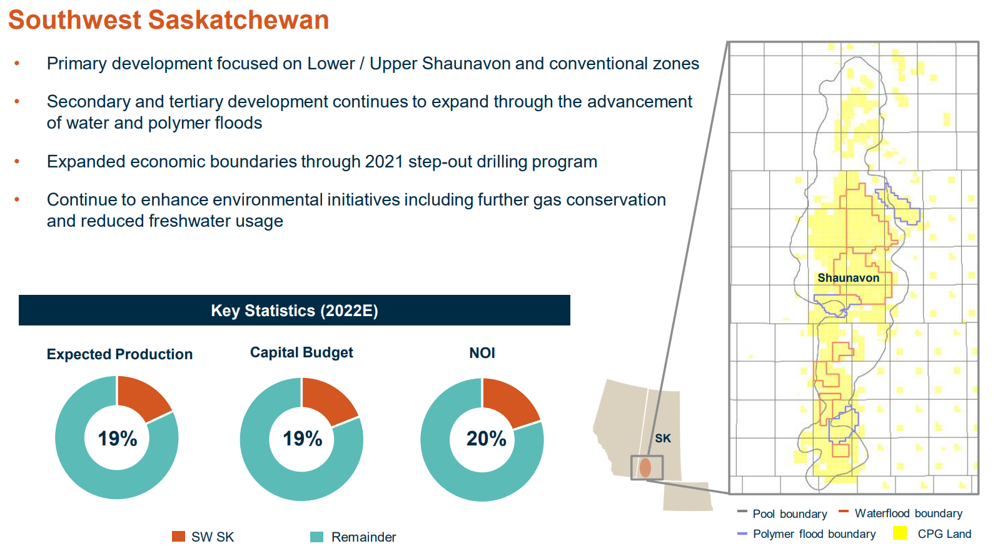 Southwest Saskatchewan
• Primary development focused on Lower / Upper Shaunavon and conventional zones
• Secondary and tertiary development continues to expand through the advancement
of water and polymer floods
• Expanded economic boundaries through 2021 step-out drilling program
• Continue to enhance environmental initiatives including further gas conservation
and reduced freshwater usage
Key Statistics (2022E)
Expected Production
Capital Budget
NOI
19%
19%
20%
SW SK
Remainder
SK
Shaunavon
Pool boundary
Waterflood boundary
Polymer flood boundary
CPG Land